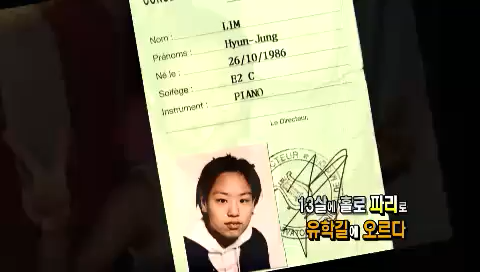 Nom: LIM
Prénoms: Hyun-Jung
Né le: 26/10/1986
Solfège: E2 C
Instrument: PIANO
Le Directeur,
13살에 홀로 파리로
유학길에 오르다